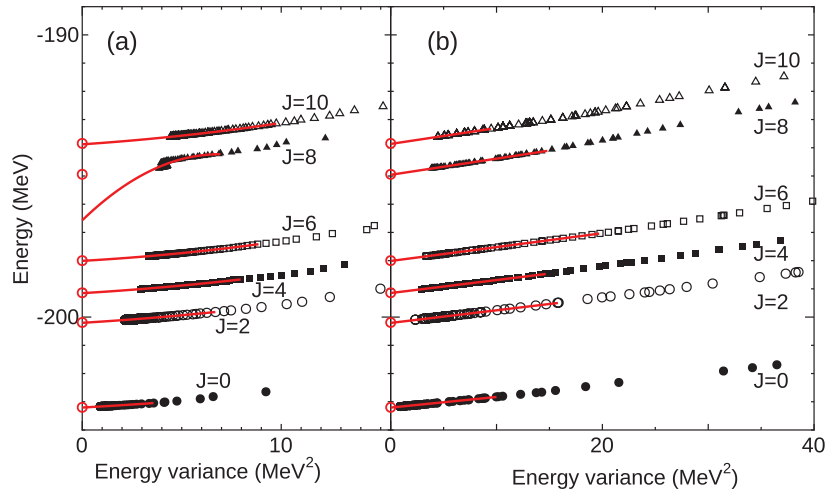 -190
(a)
(b)
J=10
J=10
J=8
J=8
Energy (MeV)
J=6
J=6
J=4
J=4
J=2
J=2
-200
J=0
J=0
0
10
0
20
40
Energy variance (MeV²)
Energy variance (MeV²)